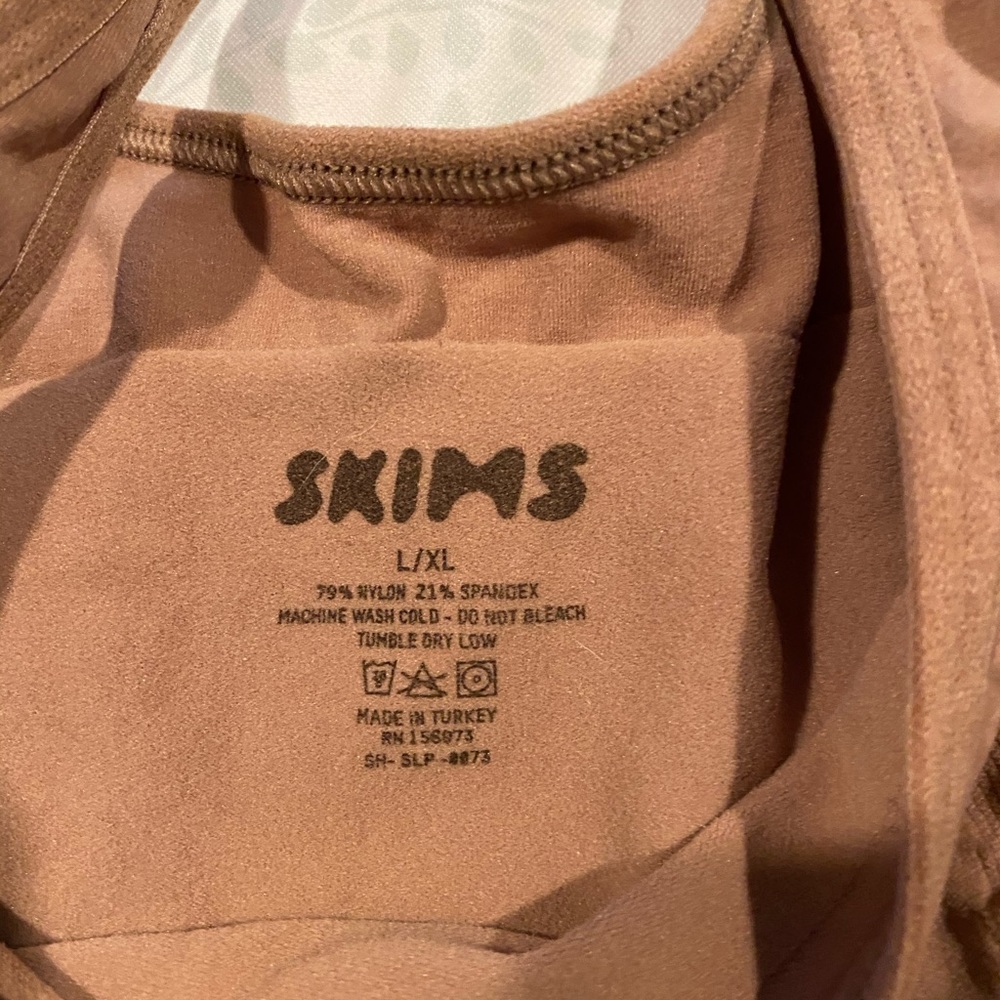 SKIMS
L/XL
79% NYLON 21% SPANDEX
MACHINE WASH COLD - DO NOT BLEACH
TUMBLE DRY LOW
MADE IN TURKEY
RN 156973
SH- SLP -0073